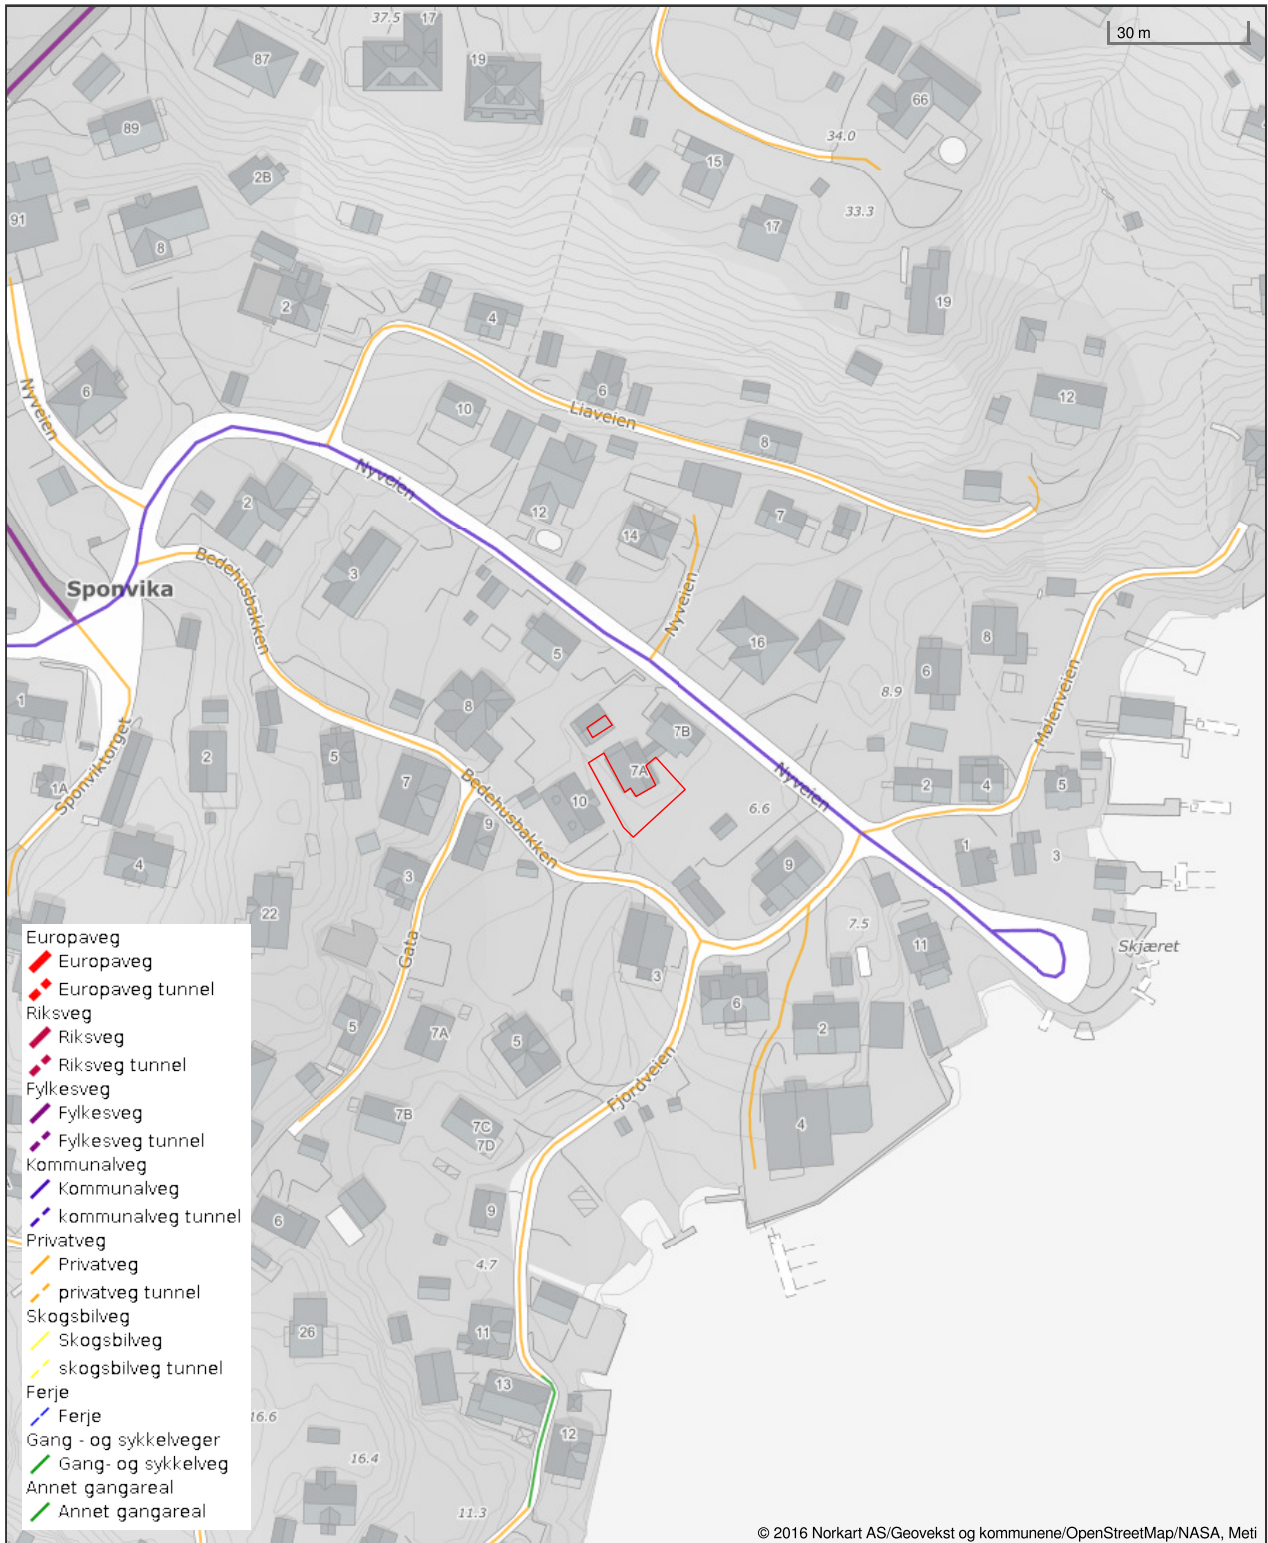 37.5
17
30 m
87
19
66
89
34.0
15
2B
33.3
91
17
8
19
2
4
6
6
12
Nyveien
10
Liaveien
8
Nyveien
2
12
7
14
Bedehusbakken
3
Sponvika
Nyveien
8
16
5
6
8.9
1
8
Mølenveien
7B
Sponviktorget
2
5
7A
Nyveien
1A
7
Bedehusbakken
2
4
5
10
6.6
9
1
3
4
3
9
22
7.5
Gata
11
Skjæret
3
6
5
7A
5
2
Fjordveien
7B
7C
7D
4
9
6
4.7
26
11
13
12
16.6
16.4
11.3
Europaveg
Europaveg
Europaveg tunnel
Riksveg
Riksveg
Riksveg tunnel
Fylkesveg
Fylkesveg
Fylkesveg tunnel
Kommunalveg
Kommunalveg
kommunalveg tunnel
Privatveg
Privatveg
privatveg tunnel
Skogsbilveg
Skogsbilveg
skogsbilveg tunnel
Ferje
Ferje
Gang - og sykkelveger
Gang- og sykkelveg
Annet gangareal
Annet gangareal
© 2016 Norkart AS/Geovekst og kommunene/OpenStreetMap/NASA, Meti